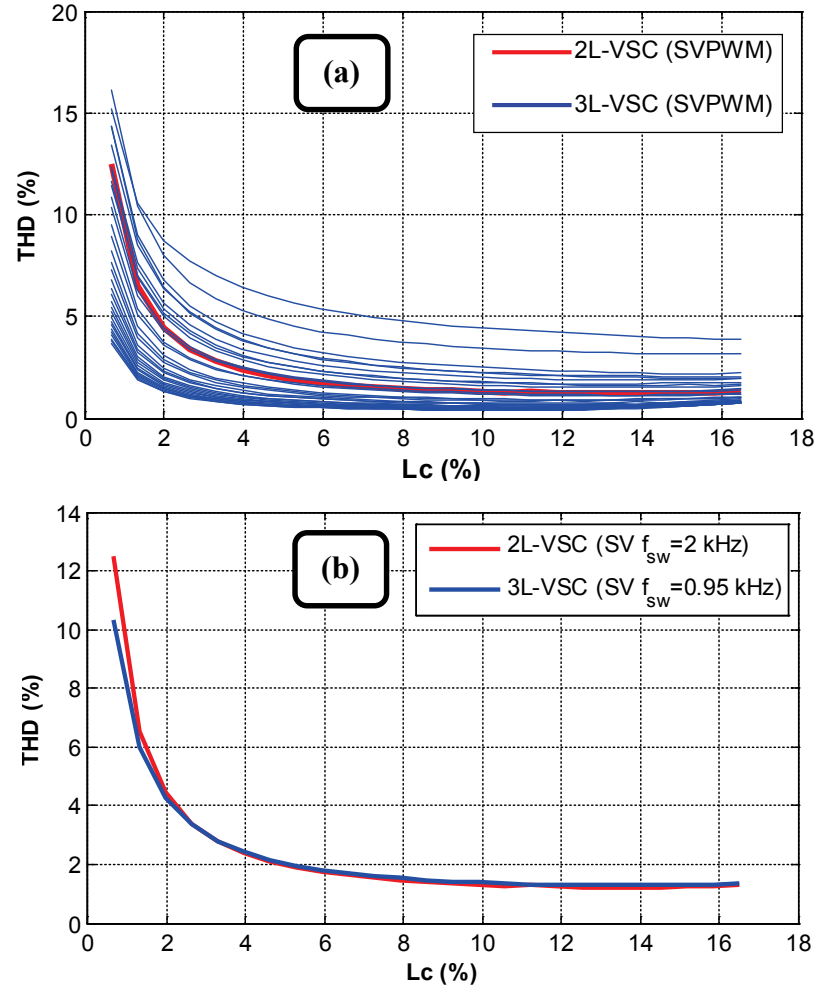 20
15
10
5
0
THD (%)
(a)
2L-VSC (SVPWM)
3L-VSC (SVPWM)
0 2 4 6 8 10 12 14 16 18
Lc (%)
14
12
10
8
6
4
2
0
THD (%)
(b)
2L-VSC (SV fsw=2 kHz)
3L-VSC (SV fsw=0.95 kHz)
0 2 4 6 8 10 12 14 16 18
Lc (%)